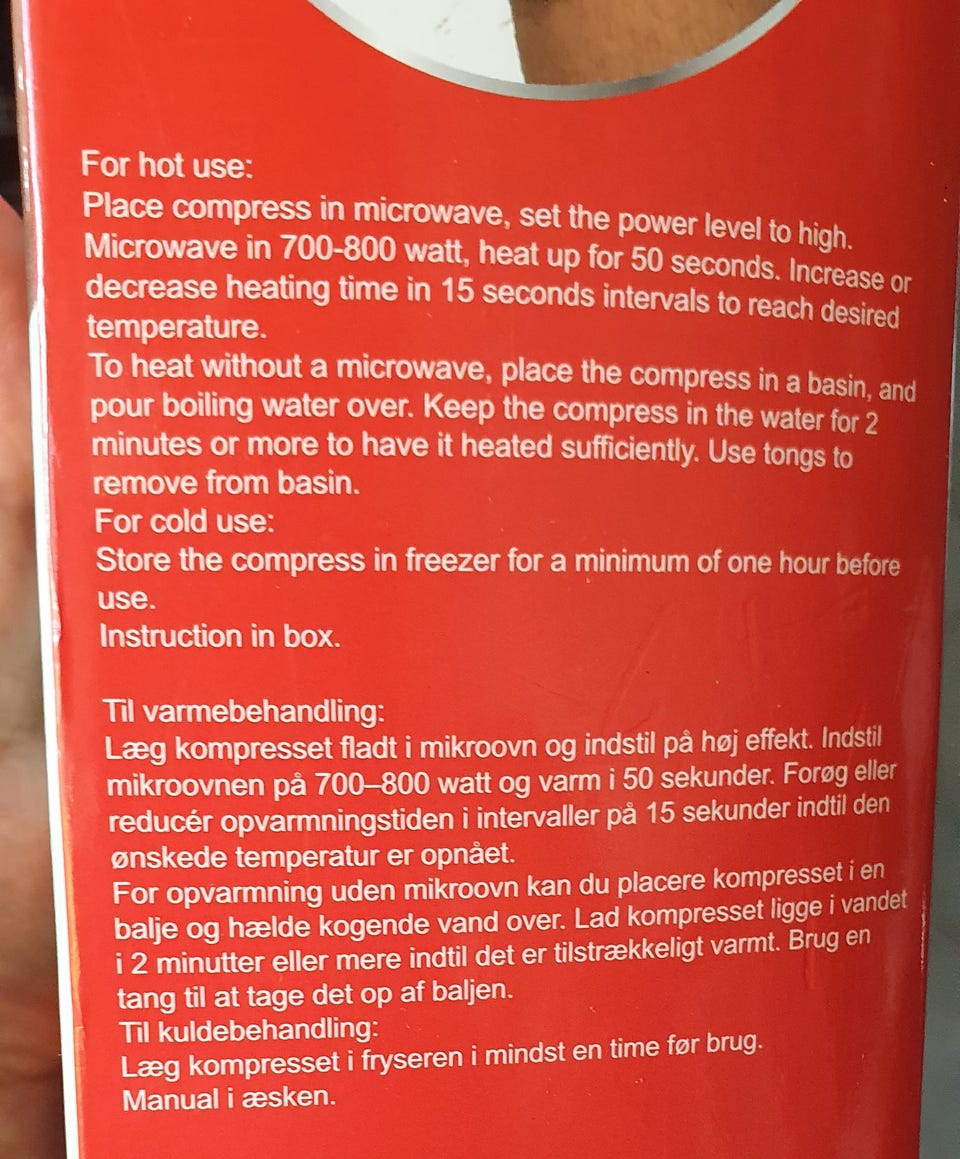 For hot use:
Place compress in microwave, set the power level to high.
Microwave in 700-800 watt, heat up for 50 seconds. Increase or
decrease heating time in 15 seconds intervals to reach desired
temperature.
To heat without a microwave, place the compress in a basin, and
pour boiling water over. Keep the compress in the water for 2
minutes or more to have it heated sufficiently. Use tongs to
remove from basin.
For cold use:
Store the compress in freezer for a minimum of one hour before
use.
Instruction in box.
Til varmebehandling:
Læg kompresset fladt i mikroovn og indstil på høj effekt. Indstil
mikroovnen på 700–800 watt og varm i 50 sekunder. Forøg eller
reducér opvarmningstiden i intervaller på 15 sekunder indtil den
ønskede temperatur er opnået.
For opvarmning uden mikroovn kan du placere kompresset i en
balje og hælde kogende vand over. Lad kompresset ligge i vandet
i 2 minutter eller mere indtil det er tilstrækkeligt varmt. Brug en
tang til at tage det op af baljen.
Til kuldebehandling:
Læg kompresset i fryseren i mindst en time før brug.
Manual i æsken.